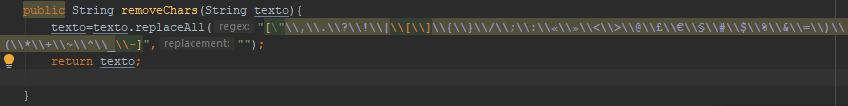 public String removeChars(String texto){
texto=texto.replaceAll( regex: "[\"\\,\\.\\?\\!\\|\\[\\]\\{\\}\\/\\;\\:\\«\\»\\<\\>\\@\\£\\€\\§\\#\\$\\%\\&\\=\\)\\
(\\*\\+\\~\\^\\_\\-]", replacement: "");
return texto;
}